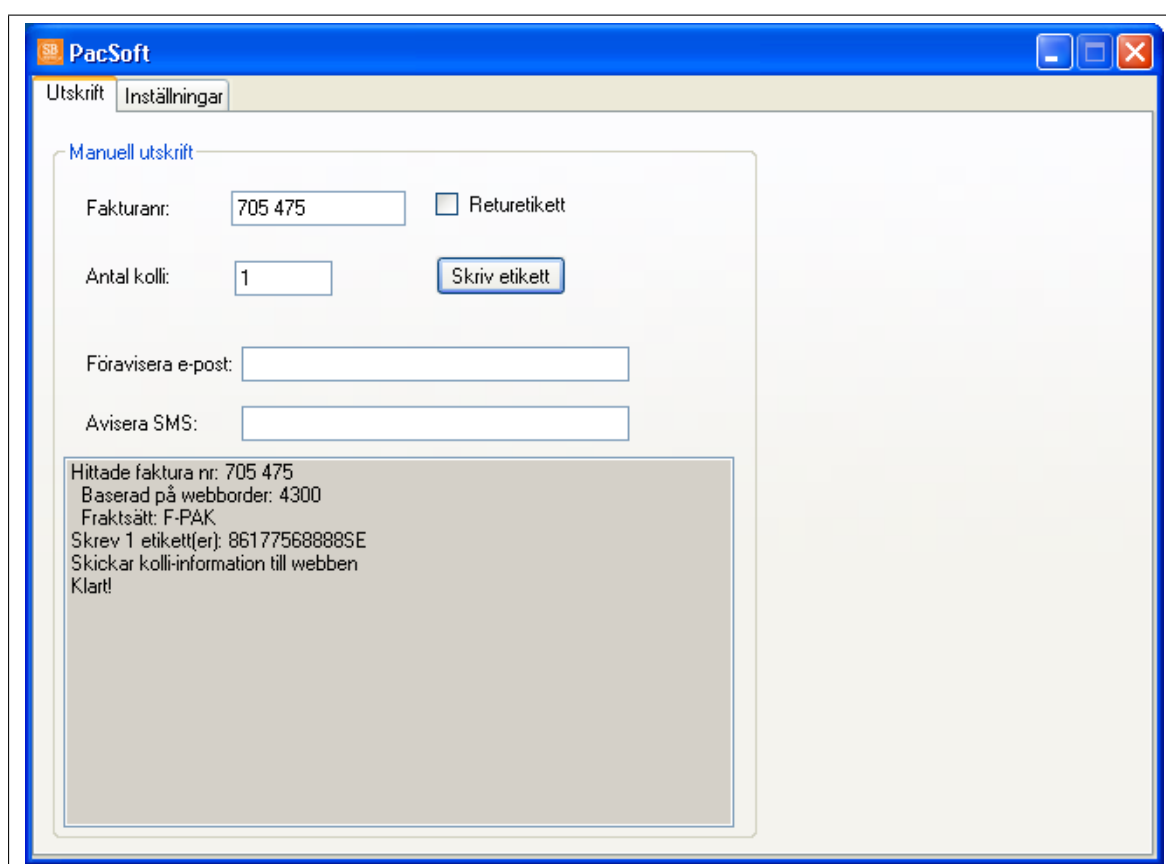 SB PacSoft
Utskrift Inställningar
Manuell utskrift
Fakturanr: 705 475 Returetikett
Antal kolli: 1 Skriv etikett
Föravisera e-post:
Avisera SMS:
Hittade faktura nr: 705 475
Baserad på webborder: 4300
Fraktsätt: F-PAK
Skrev 1 etikett(er): 86177568888SE
Skickar kolli-information till webben
Klart!